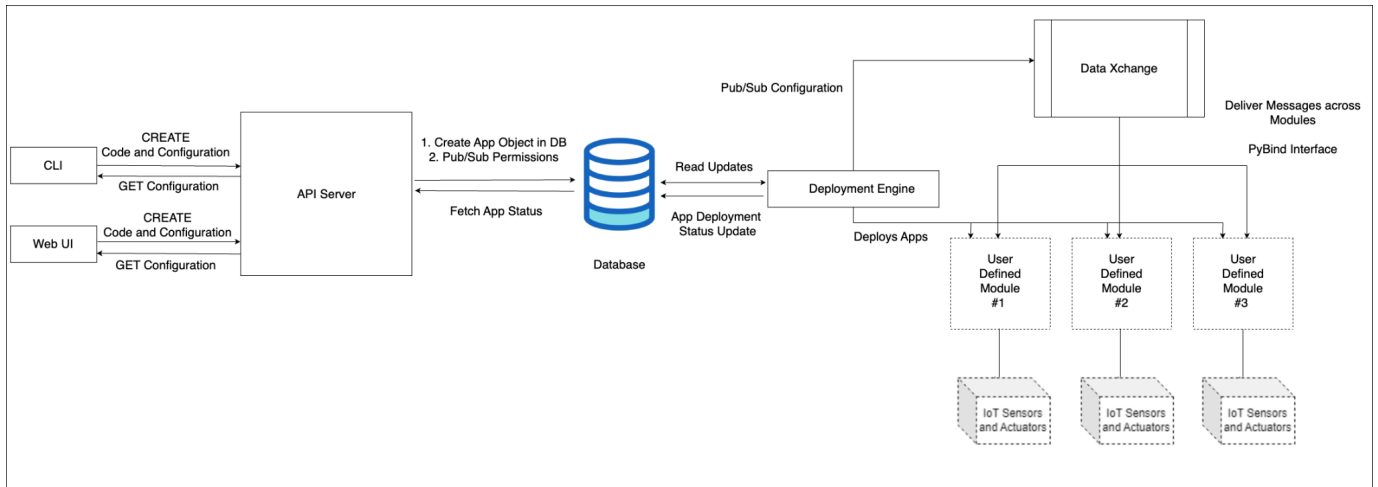 CREATE
Code and Configuration
CLI
GET Configuration
CREATE
Code and Configuration
Web UI
GET Configuration
API Server
1. Create App Object in DB
2. Pub/Sub Permissions
Fetch App Status
Database
Read Updates
App Deployment
Status Update
Deployment Engine
Pub/Sub Configuration
Data Xchange
Deliver Messages across
Modules
PyBind Interface
Deploys Apps
User
Defined
Module
#1
User
Defined
Module
#2
User
Defined
Module
#3
IoT Sensors
and Actuators
IoT Sensors
and Actuators
IoT Sensors
and Actuators